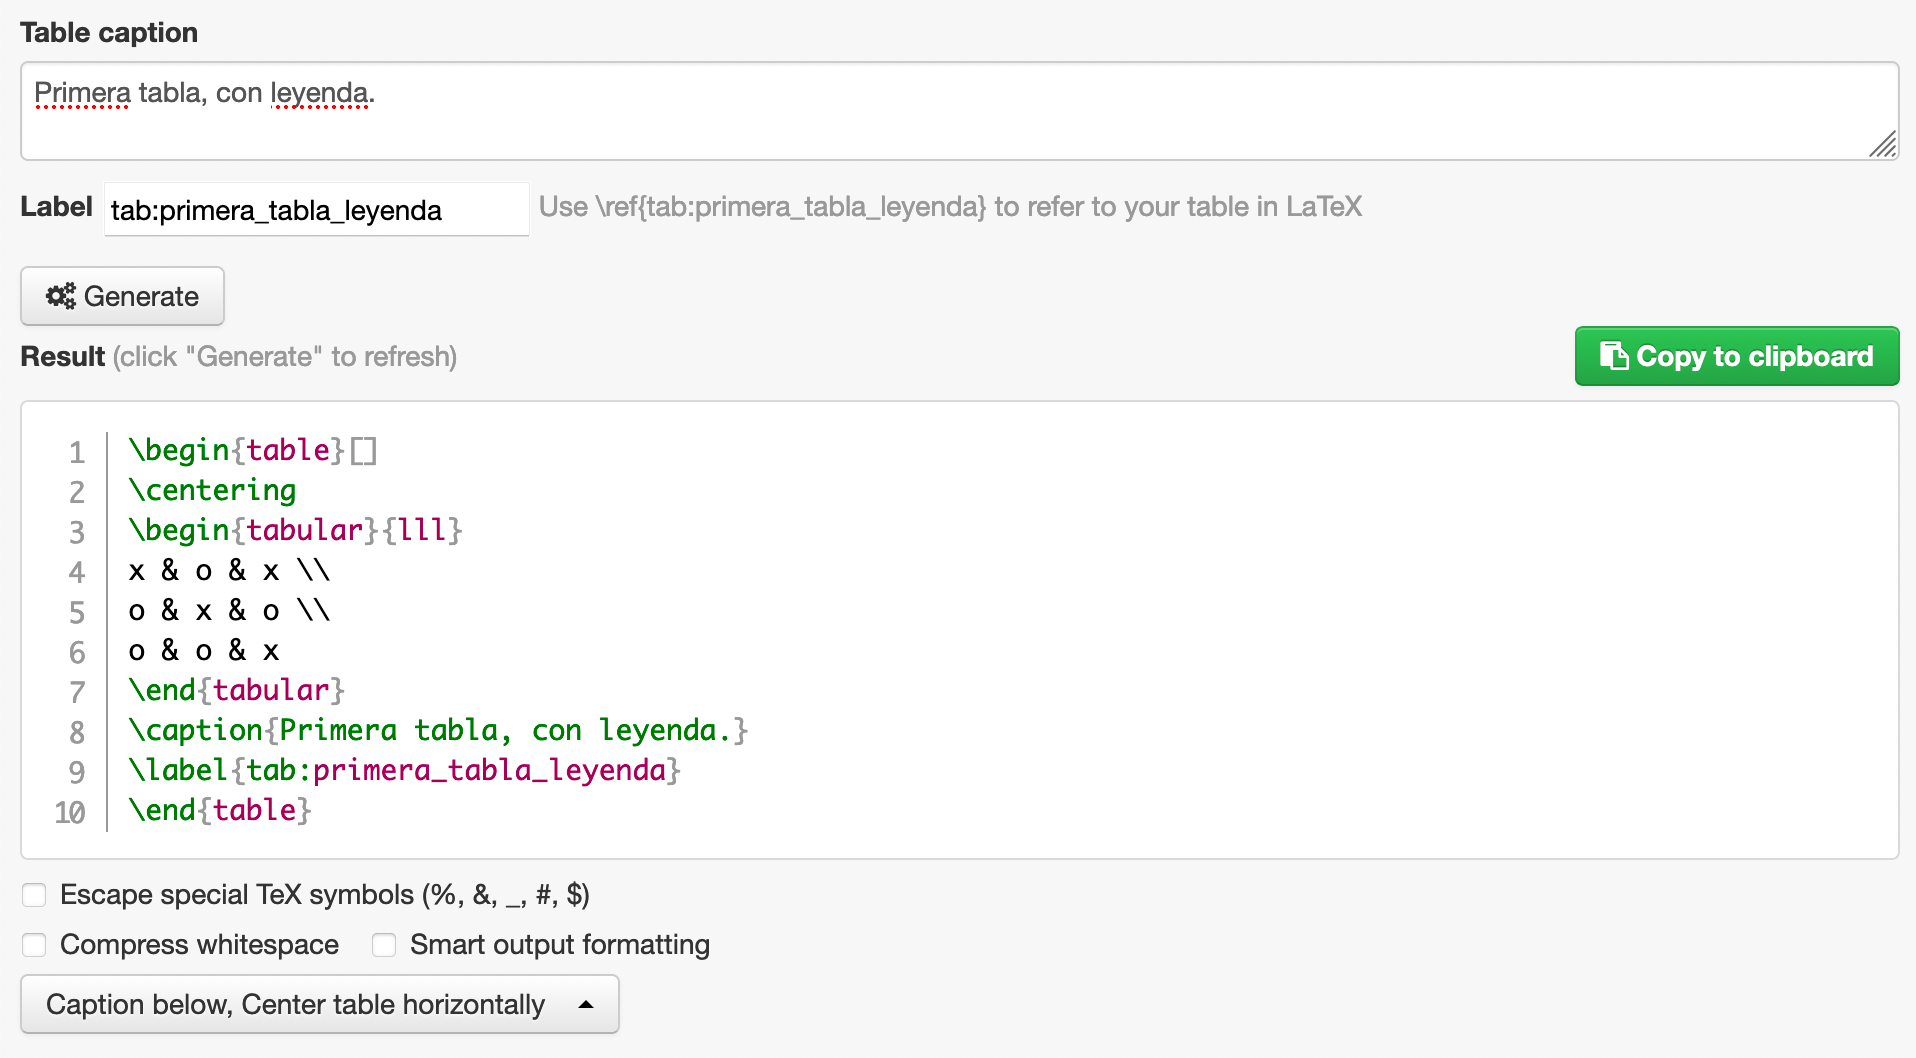 Table caption
Primera tabla, con leyenda.
Label tab:primera_tabla_leyenda Use \ref{tab:primera_tabla_leyenda} to refer to your table in LaTeX
Generate
Result (click "Generate" to refresh)
Copy to clipboard
1 \begin{table}[]
2 \centering
3 \begin{tabular}{lll}
4 x & o & x \\
5 o & x & o \\
6 o & o & x
7 \end{tabular}
8 \caption{Primera tabla, con leyenda.}
9 \label{tab:primera_tabla_leyenda}
10 \end{table}
Escape special TeX symbols (%, &, _, #, $)
Compress whitespace Smart output formatting
Caption below, Center table horizontally